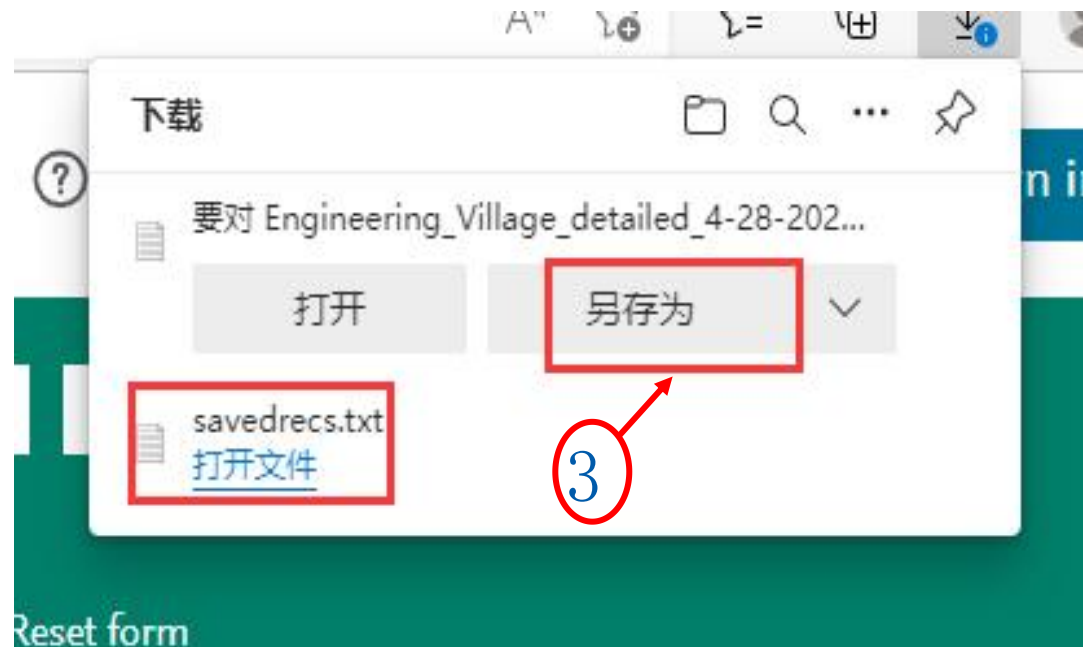 下载
要对 Engineering_Village_detailed_4-28-202...
打开
另存为
savedrecs.txt
打开文件
3
Reset form